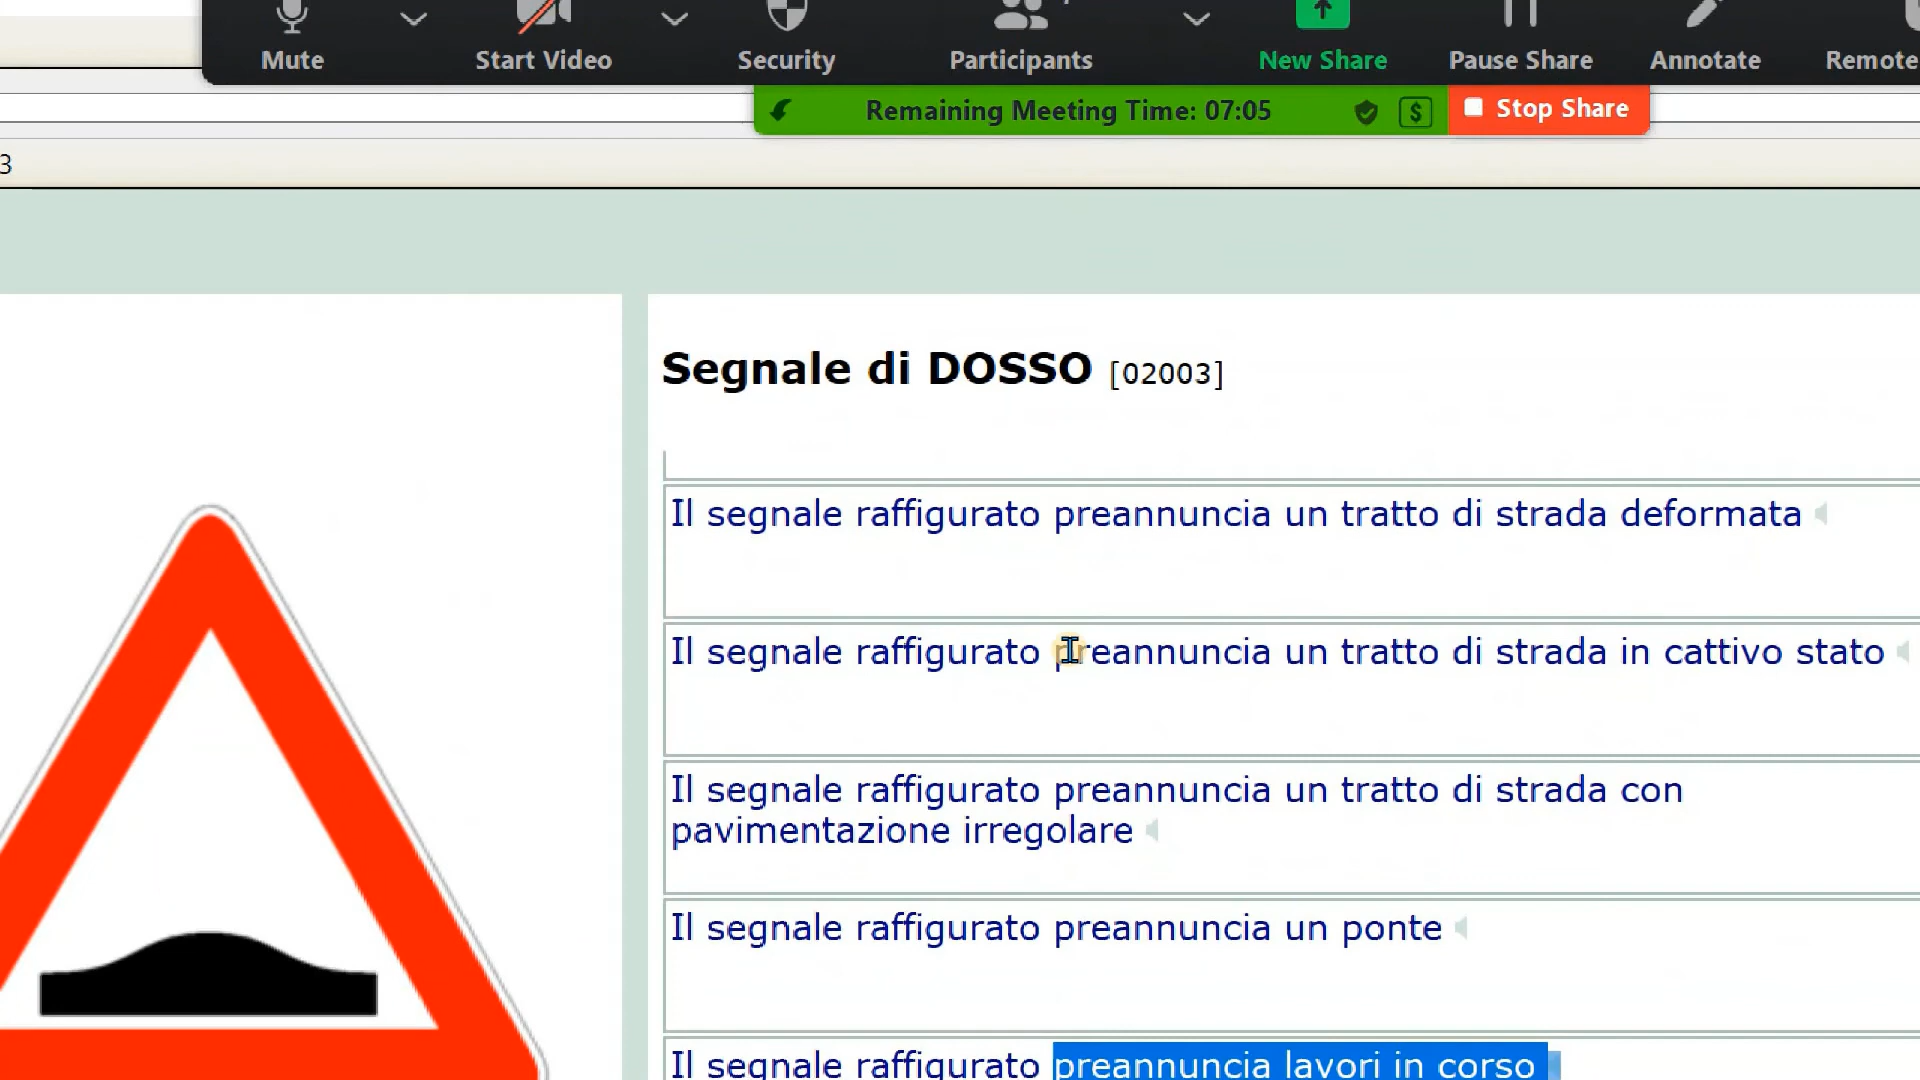 Mute
Start Video
Security
Participants
New Share
Pause Share
Annotate
Remote
Remaining Meeting Time: 07:05
$
Stop Share
3
Segnale di DOSSO [02003]
Il segnale raffigurato preannuncia un tratto di strada deformata
Il segnale raffigurato preannuncia un tratto di strada in cattivo stato
Il segnale raffigurato preannuncia un tratto di strada con
pavimentazione irregolare
Il segnale raffigurato preannuncia un ponte
Il segnale raffigurato preannuncia lavori in corso